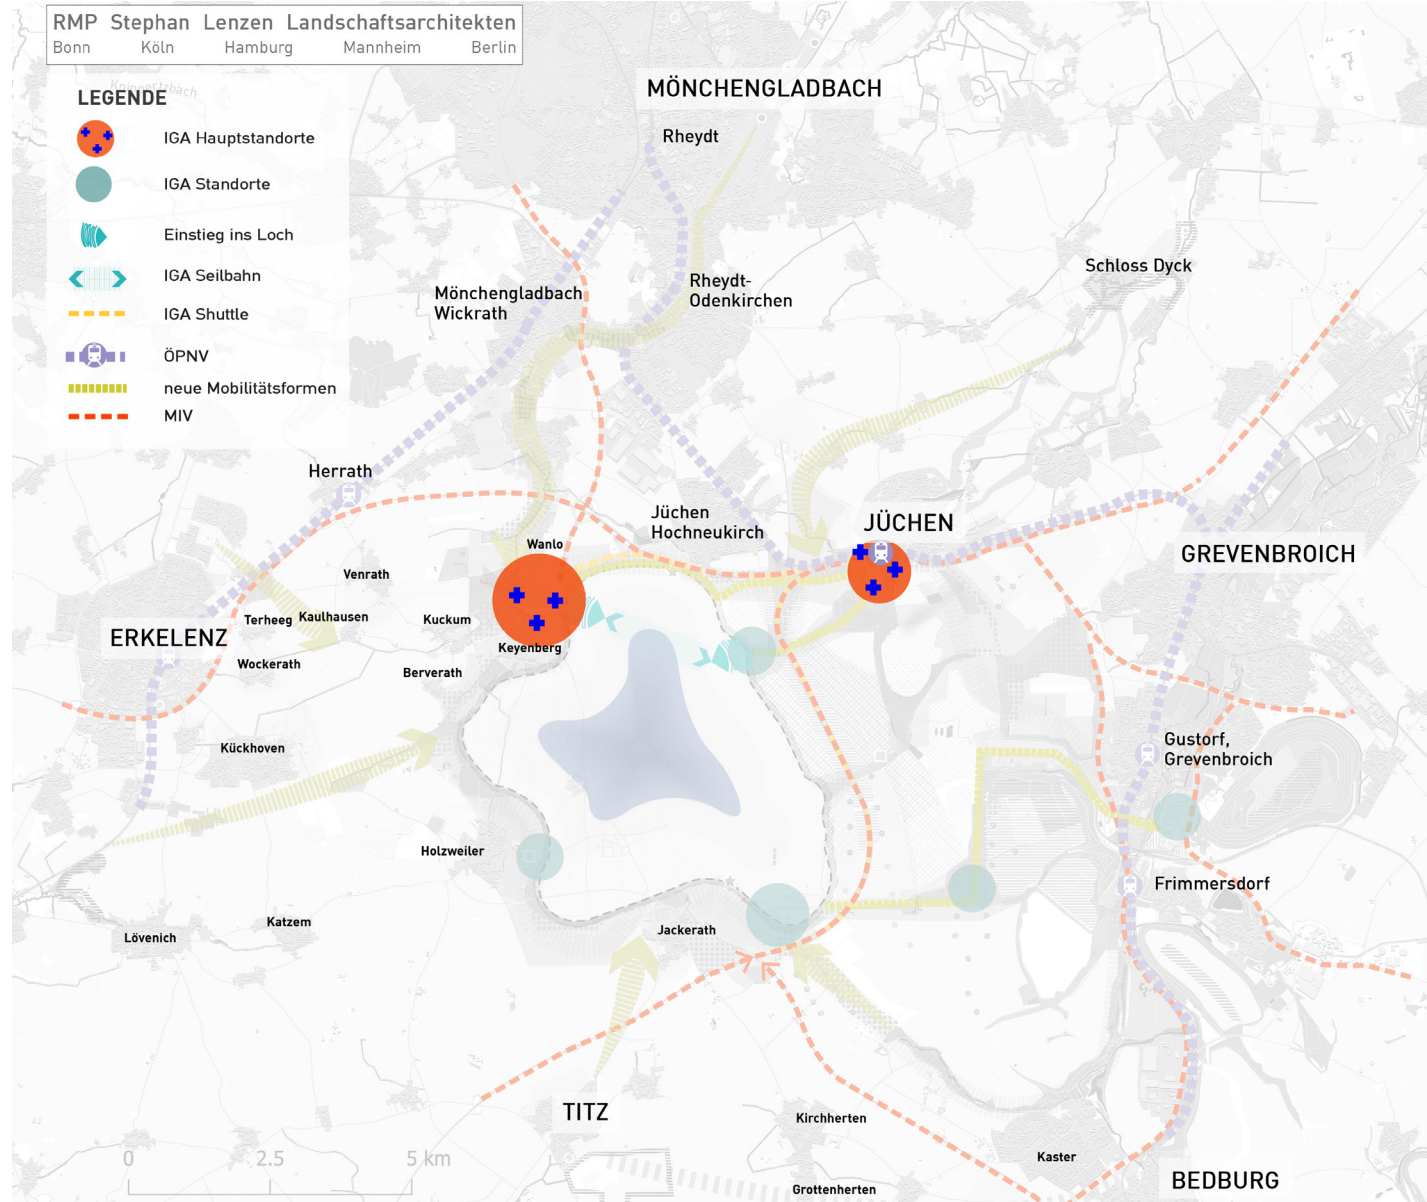 RMP Stephan Lenzen Landschaftsarchitekten
Bonn Köln Hamburg Mannheim Berlin
LEGENDE
IGA Hauptstandorte
IGA Standorte
Einstieg ins Loch
IGA Seilbahn
IGA Shuttle
ÖPNV
neue Mobilitätsformen
MIV
MÖNCHENGLADBACH
Rheydt
Schloss Dyck
Rheydt-
Odenkirchen
Mönchengladbach
Wickrath
Herrath
Jüchen
Hochneukirch
JÜCHEN
Wanlo
GREVENBROICH
Venrath
Terheeg
Kaulhausen
Kuckum
ERKELENZ
Keyenberg
Wockerath
Berverath
Kückhoven
Gustorf,
Grevenbroich
Holzweiler
Frimmersdorf
Katzem
Jackerath
Lövenich
TITZ
Kirchherten
0 2.5 5 km
Kaster
BEDBURG
Grottenherten